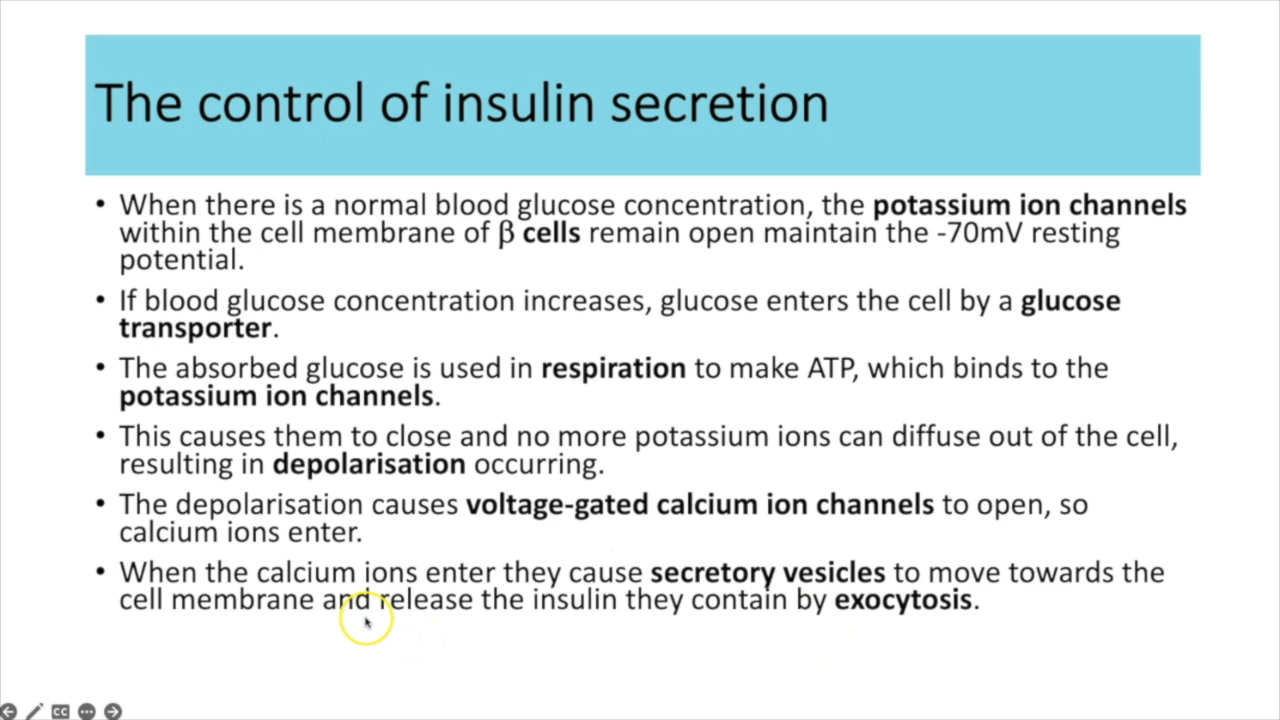 The control of insulin secretion
• When there is a normal blood glucose concentration, the potassium ion channels
within the cell membrane of β cells remain open maintain the -70mV resting
potential.
• If blood glucose concentration increases, glucose enters the cell by a glucose
transporter.
• The absorbed glucose is used in respiration to make ATP, which binds to the
potassium ion channels.
• This causes them to close and no more potassium ions can diffuse out of the cell,
resulting in depolarisation occurring.
• The depolarisation causes voltage-gated calcium ion channels to open, so
calcium ions enter.
• When the calcium ions enter they cause secretory vesicles to move towards the
cell membrane and release the insulin they contain by exocytosis.
CC